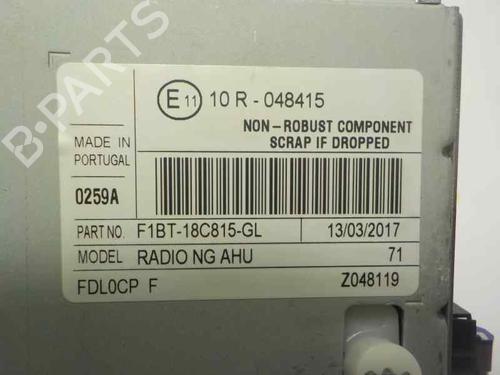 B-PARTS
E 11 10 R - 048415
NON - ROBUST COMPONENT
SCRAP IF DROPPED
MADE IN
PORTUGAL
0259A
PART NO. F1BT-18C815-GL 13/03/2017
MODEL RADIO NG AHU 71
FDL0CP F Z048119